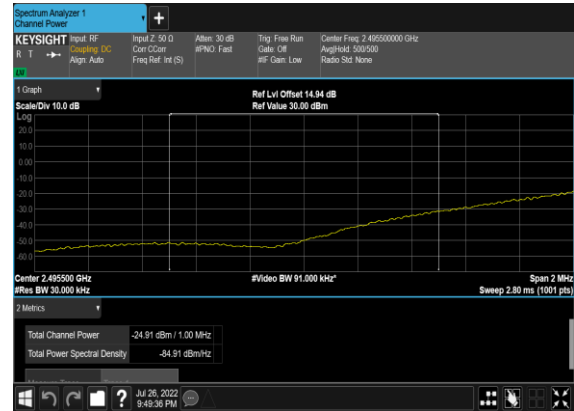 Spectrum Analyzer 1
Channel Power
KEYSIGHT
R T
LXI
Input: RF
Coupling: DC
Align: Auto
Input Z: 50 Ω
Corr CCorr
Freq Ref: Int (S)
Atten: 30 dB
#PNO: Fast
Trig: Free Run
Gate: Off
#IF Gain: Low
Center Freq: 2.495500000 GHz
Avg|Hold: 500/500
Radio Std: None
1 Graph
Scale/Div 10.0 dB
Ref Lvl Offset 14.94 dB
Ref Value 30.00 dBm
Log
20.0
10.0
0.00
-10.0
-20.0
-30.0
-40.0
-50.0
-60.0
Center 2.495500 GHz
#Res BW 30.000 kHz
#Video BW 91.000 kHz*
Span 2 MHz
Sweep 2.80 ms (1001 pts)
2 Metrics
Total Channel Power -24.91 dBm / 1.00 MHz
Total Power Spectral Density -84.91 dBm/Hz
?
Jul 26, 2022
9:49:36 PM